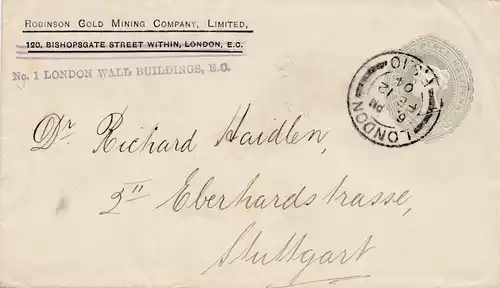 ROBINSON GOLD MINING COMPANY, LIMITED,
120, BISHOPSGATE STREET WITHIN, LONDON, E.C.
No. 1 LONDON WALL BUILDINGS, E.C.
LONDON
F.S.10
Dr Richard Haidlen,
2" Eberhardstrasse,
Stuttgart